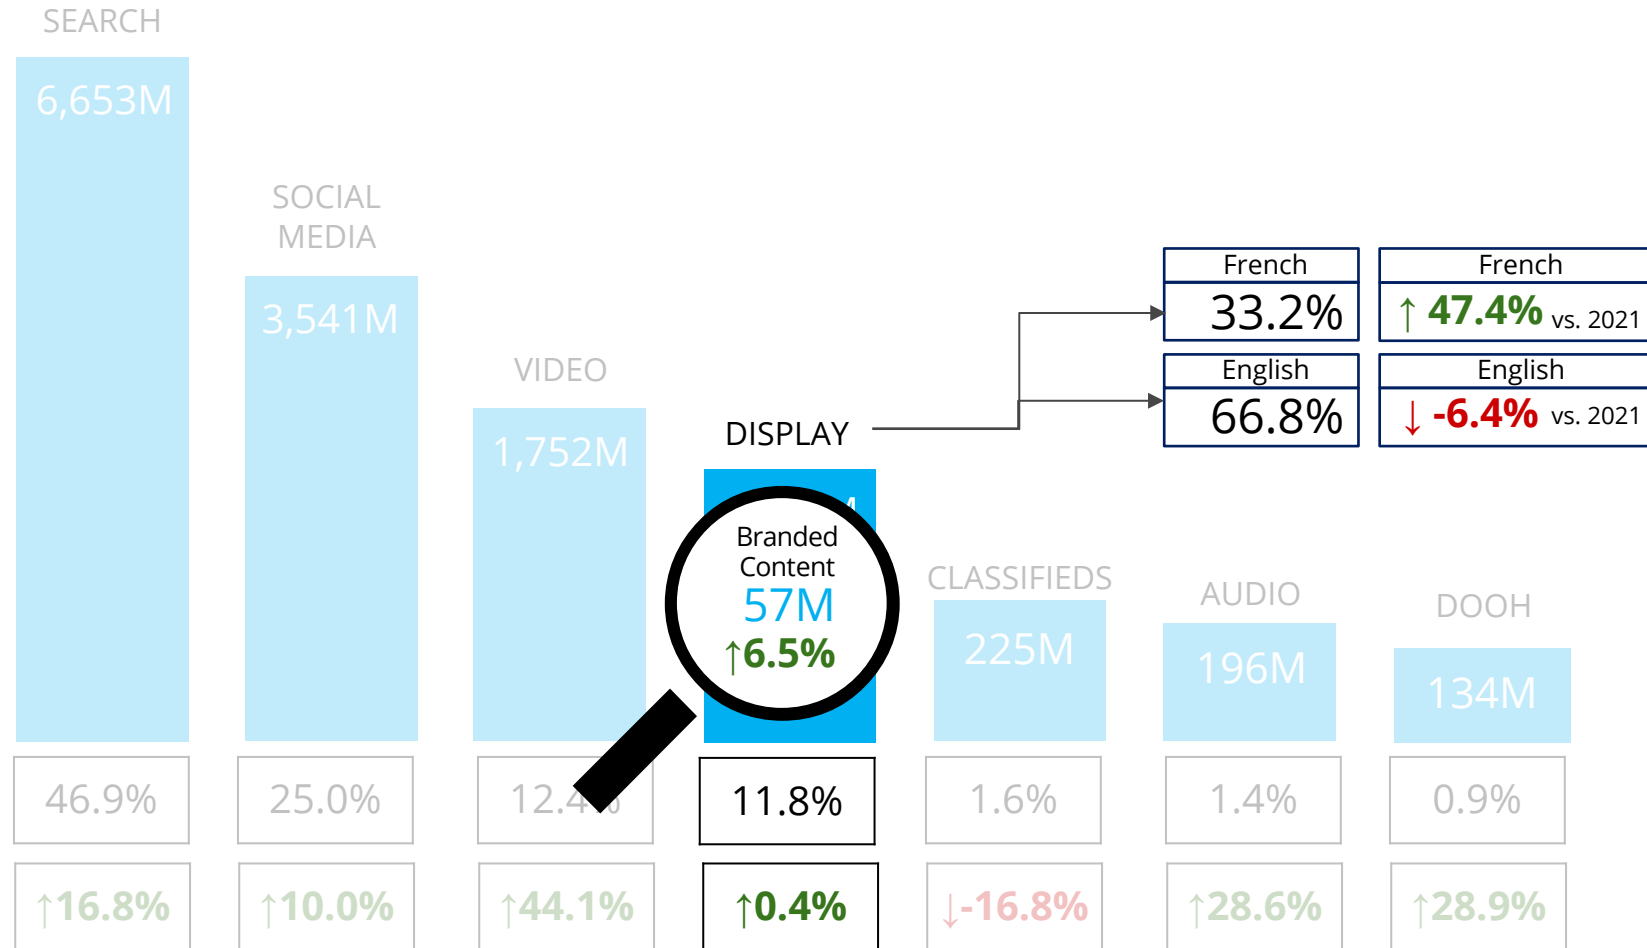 SEARCH
6,653M
SOCIAL
MEDIA
3,541M
VIDEO
1,752M
DISPLAY
French
33.2%
French
↑ 47.4% vs. 2021
English
66.8%
English
↓ -6.4% vs. 2021
Branded
Content
57M
↑6.5%
CLASSIFIEDS
225M
AUDIO
196M
DOOH
134M
46.9%
25.0%
11.8%
1.6%
1.4%
0.9%
↑16.8%
↑10.0%
↑44.1%
↑0.4%
↓-16.8%
↑28.6%
↑28.9%